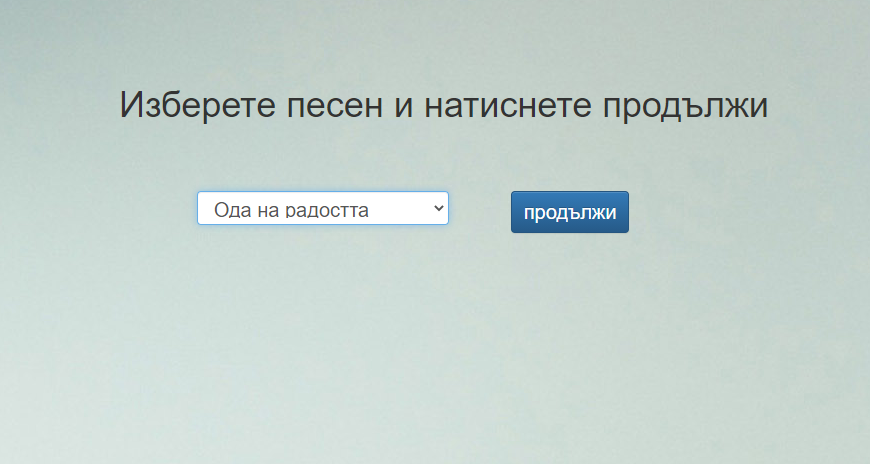 Изберете песен и натиснете продължи
Ода на радостта
продължи